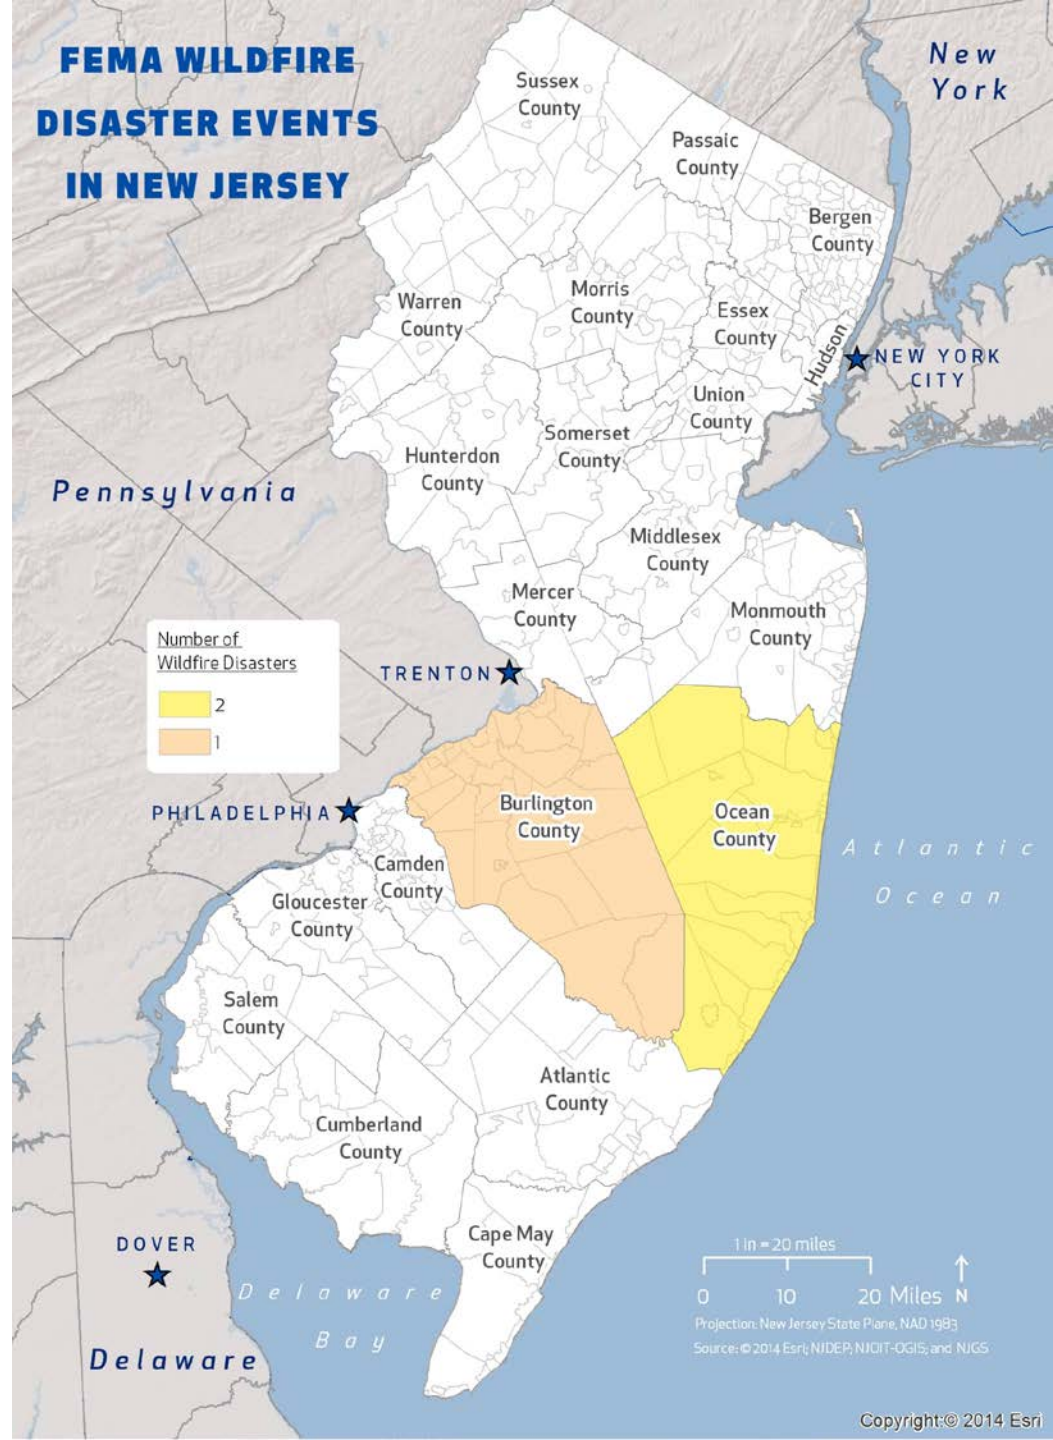 FEMA WILDFIRE
DISASTER EVENTS
IN NEW JERSEY
New
York
Sussex
County
Passaic
County
Bergen
County
Warren
County
Morris
County
Essex
County
Hudson
NEW YORK
CITY
Union
County
Somerset
County
Hunterdon
County
Pennsylvania
Middlesex
County
Mercer
County
Monmouth
County
Number of
Wildfire Disasters
2
1
TRENTON
PHILADELPHIA
Burlington
County
Ocean
County
Atlantic
Ocean
Camden
County
Gloucester
County
Salem
County
Atlantic
County
Cumberland
County
Cape May
County
DOVER
Delaware
Bay
Delaware
1 in = 20 miles
0 10 20 Miles N
Projection: New Jersey State Plane, NAD 1983
Source: © 2014 Esri; NJDEP; NJOIT-OGIS; and NJGS
Copyright:© 2014 Esri